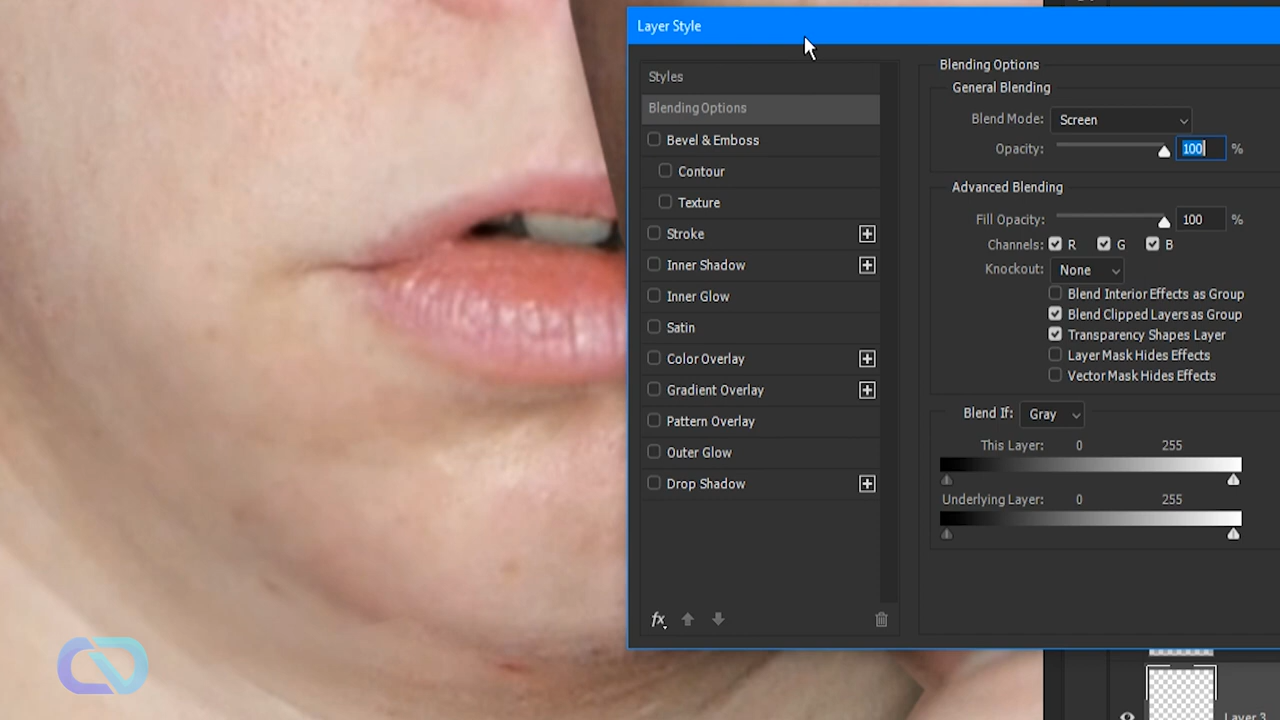 Layer Style
Styles
Blending Options
Bevel & Emboss
Contour
Texture
Stroke
Inner Shadow
Inner Glow
Satin
Color Overlay
Gradient Overlay
Pattern Overlay
Outer Glow
Drop Shadow
fx
Blending Options
General Blending
Blend Mode: Screen
Opacity: 100 %
Advanced Blending
Fill Opacity: 100 %
Channels: R G B
Knockout: None
Blend Interior Effects as Group
Blend Clipped Layers as Group
Transparency Shapes Layer
Layer Mask Hides Effects
Vector Mask Hides Effects
Blend If: Gray
This Layer: 0 255
Underlying Layer: 0 255
Layer 3